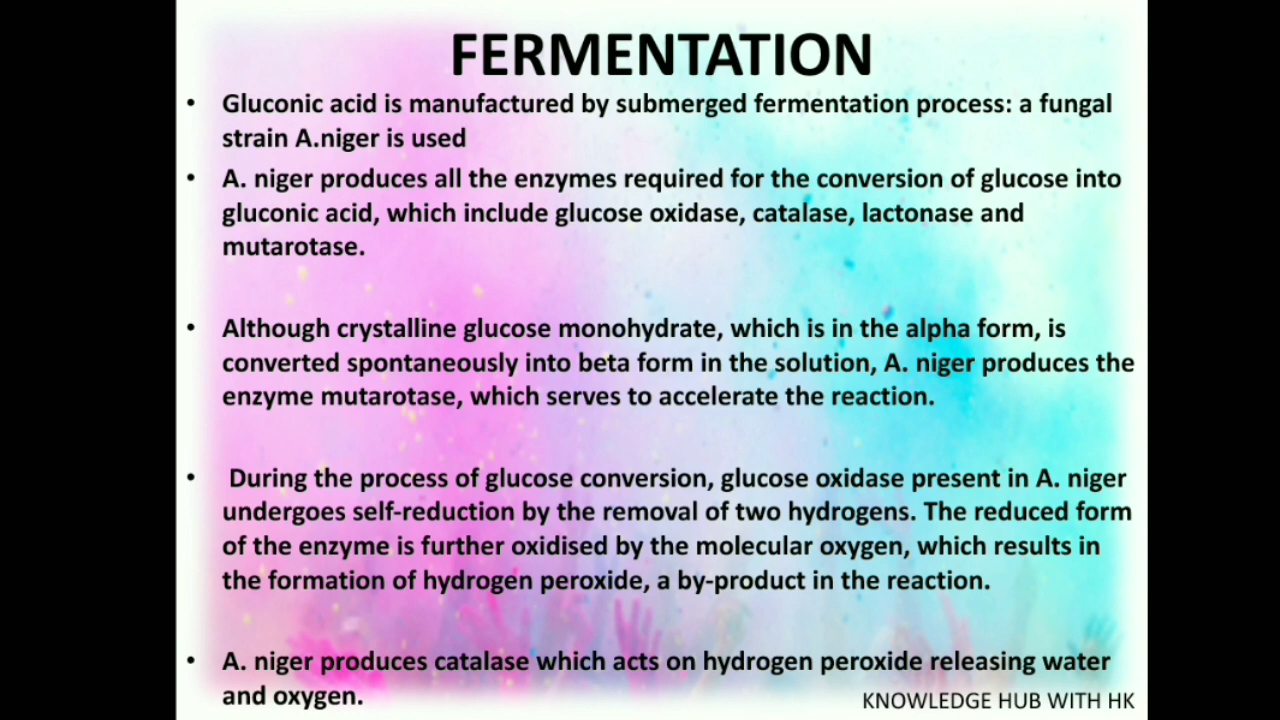 FERMENTATION
• Gluconic acid is manufactured by submerged fermentation process: a fungal
strain A.niger is used
• A. niger produces all the enzymes required for the conversion of glucose into
gluconic acid, which include glucose oxidase, catalase, lactonase and
mutarotase.
• Although crystalline glucose monohydrate, which is in the alpha form, is
converted spontaneously into beta form in the solution, A. niger produces the
enzyme mutarotase, which serves to accelerate the reaction.
• During the process of glucose conversion, glucose oxidase present in A. niger
undergoes self-reduction by the removal of two hydrogens. The reduced form
of the enzyme is further oxidised by the molecular oxygen, which results in
the formation of hydrogen peroxide, a by-product in the reaction.
• A. niger produces catalase which acts on hydrogen peroxide releasing water
and oxygen.
KNOWLEDGE HUB WITH HK